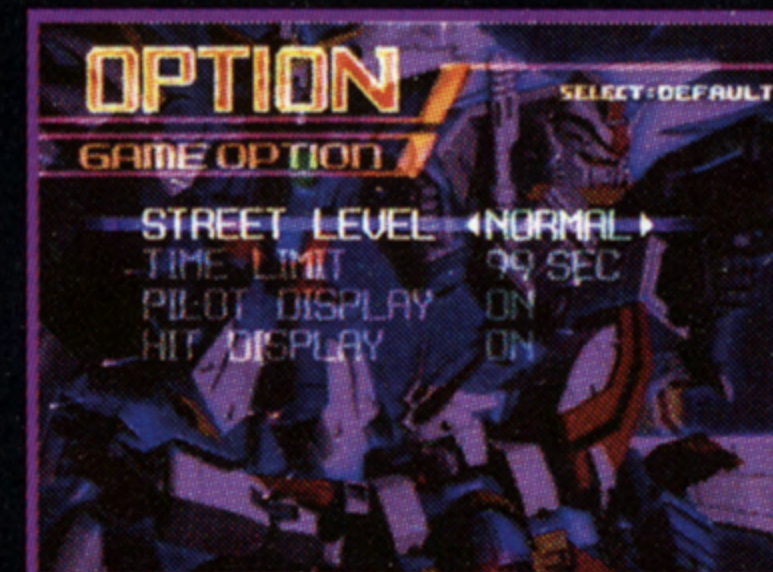 OPTION
SELECT:DEFAULT
GAME OPTION
STREET LEVEL ◀NORMAL▶
TIME LIMIT 99 SEC
PILOT DISPLAY ON
HIT DISPLAY ON